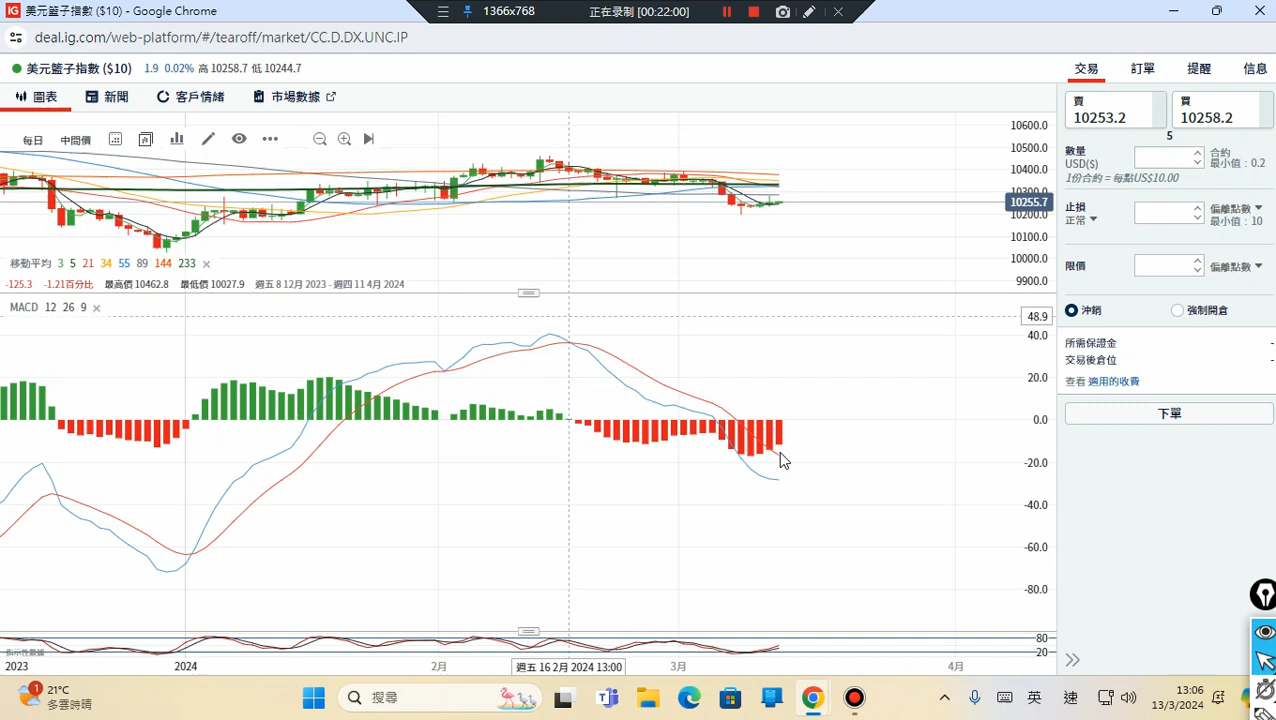 美元籃子指數 ($10) - Google Chrome
1366x768
正在录制 (00:22:00)
deal.ig.com/web-platform/#/tearoff/market/CC.D.DX.UNC.IP
美元籃子指數 ($10) 1.9 0.02% 高 10258.7 低 10244.7
交易 訂單 提醒 信息
圖表 新聞 客戶情緒 市場數據
每日 中間價
10600.0
10500.0
10400.0
10300.0
10255.7
10200.0
10100.0
10000.0
9900.0
移動平均 3 5 21 34 55 89 144 233
-125.3 -1.21百分比 最高價 10462.8 最低價 10027.9 週五 8 12月 2023 - 週四 11 4月 2024
MACD 12 26 9
48.9
40.0
20.0
0.0
-20.0
-40.0
-60.0
-80.0
80
20
2023 2024 2月 週五 16 2月 2024 13:00 3月 4月
賣
10253.2
買
10258.2
5
數量
USD($)
合約
最小值：0.2
1份合約 = 每點US$10.00
止損
正常
偏離點數
最小值：10
限價
偏離點數
沖銷 強制開倉
所需保證金 -
交易後倉位 -
查看 適用的收費
下單
1
21°C
多雲時晴
搜尋
英
速
13:06
13/3/2024